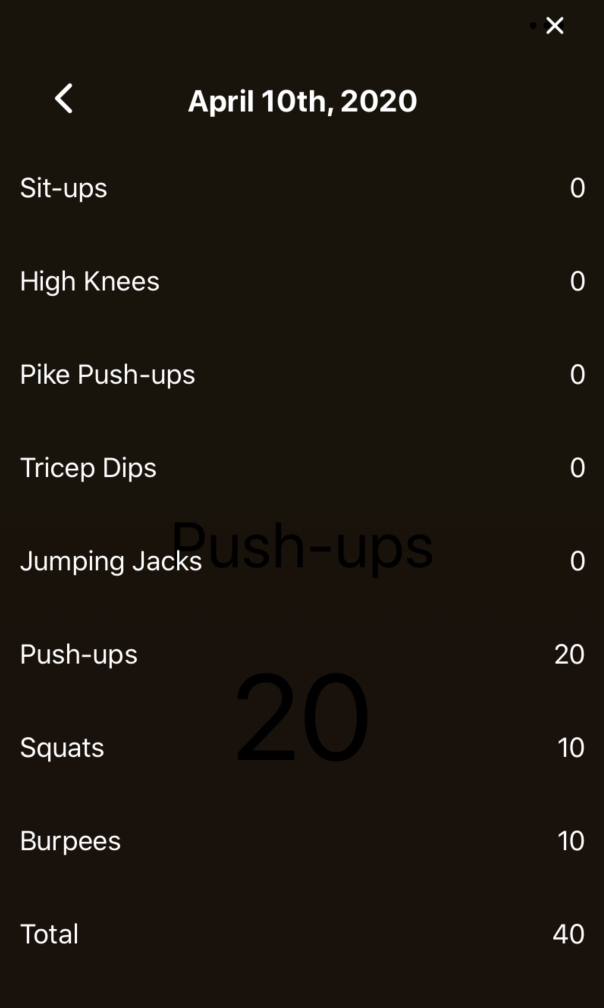 April 10th, 2020
Sit-ups 0
High Knees 0
Pike Push-ups 0
Tricep Dips 0
Push-ups
Jumping Jacks 0
Push-ups 20
20
Squats 10
Burpees 10
Total 40